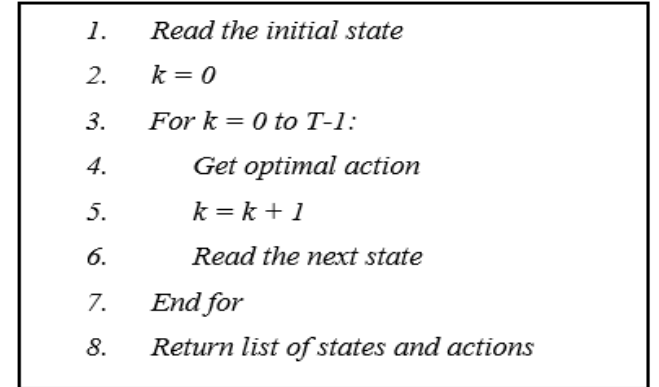 1. Read the initial state
2. k = 0
3. For k = 0 to T-1:
4. Get optimal action
5. k = k + 1
6. Read the next state
7. End for
8. Return list of states and actions